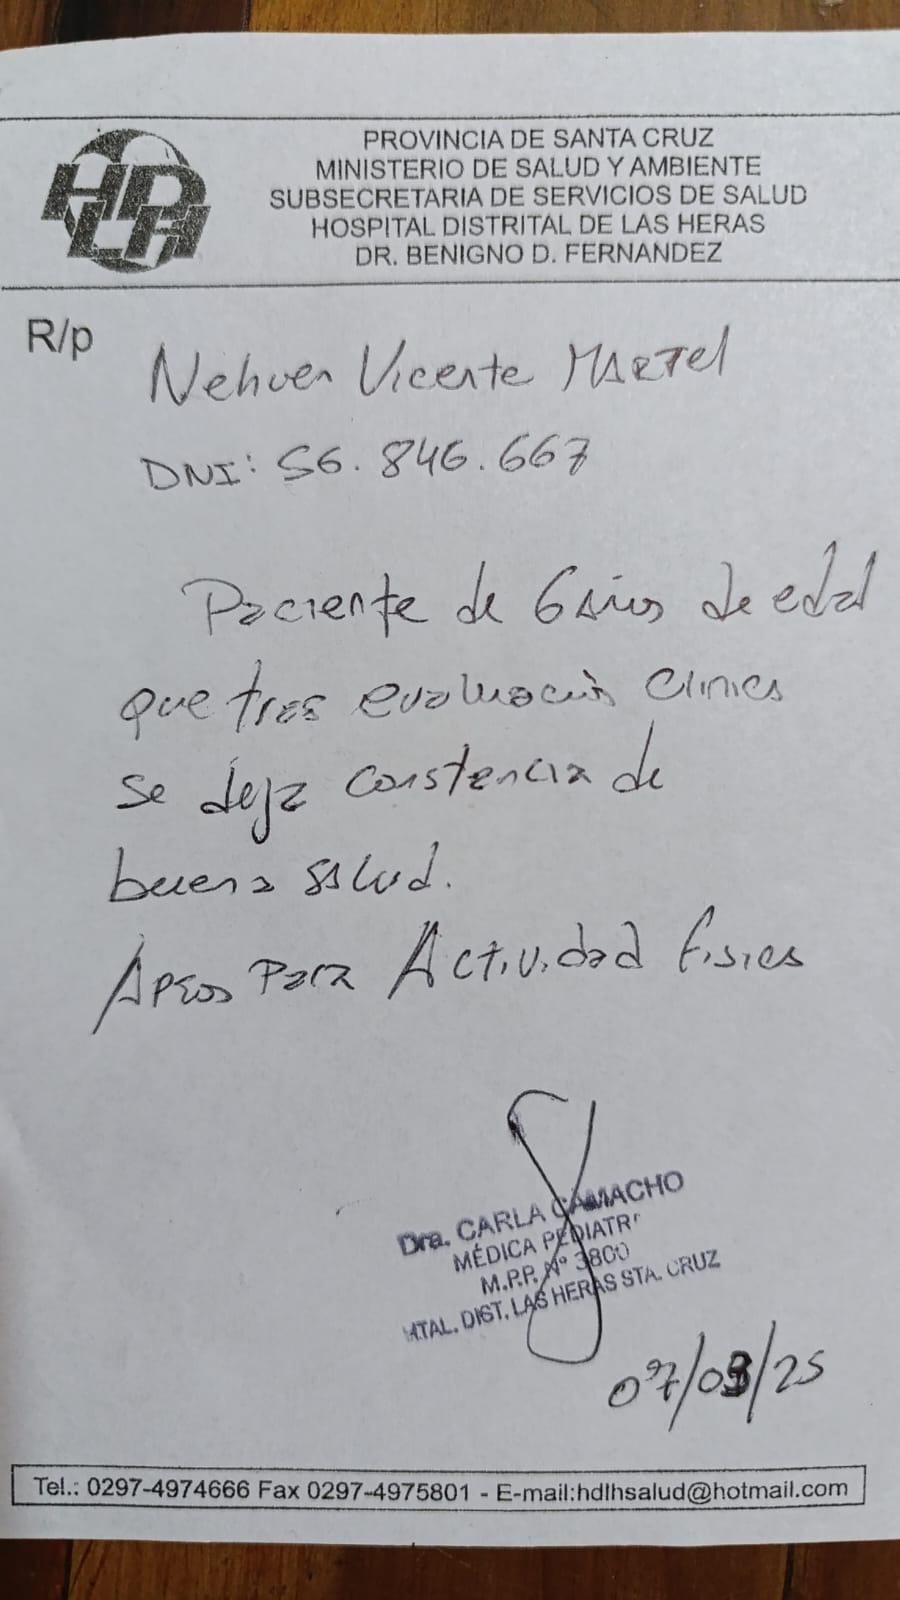 HDLH
PROVINCIA DE SANTA CRUZ
MINISTERIO DE SALUD Y AMBIENTE
SUBSECRETARIA DE SERVICIOS DE SALUD
HOSPITAL DISTRITAL DE LAS HERAS
DR. BENIGNO D. FERNANDEZ
R/p
Nehuen Vicente MARTEL
DNI: 56.846.667
Paciente de 6 años de edad
que tras evaluación clinica
se deja constancia de
buena salud.
Apto Para Actividad fisica
Dra. CARLA CAMACHO
MÉDICA PEDIATR
M.P.P. Nº 3800
HTAL. DIST. LAS HERAS STA. CRUZ
07/03/25
Tel.: 0297-4974666 Fax 0297-4975801 - E-mail:hdlhsalud@hotmail.com